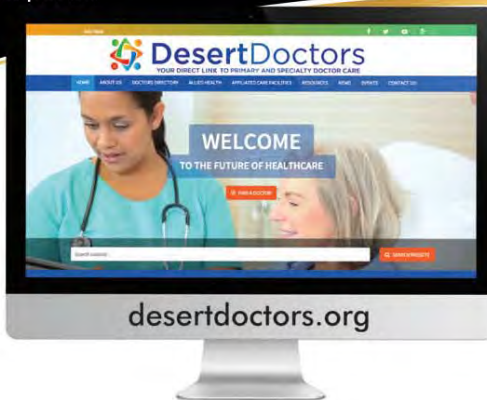 DesertDoctors
YOUR DIRECT LINK TO PRIMARY AND SPECIALTY DOCTOR CARE
HOME ABOUT US DOCTORS DIRECTORY ALLIED HEALTH AFFILIATED CARE FACILITIES RESOURCES NEWS EVENTS CONTACT US
WELCOME
TO THE FUTURE OF HEALTHCARE
FIND A DOCTOR
desertdoctors.org